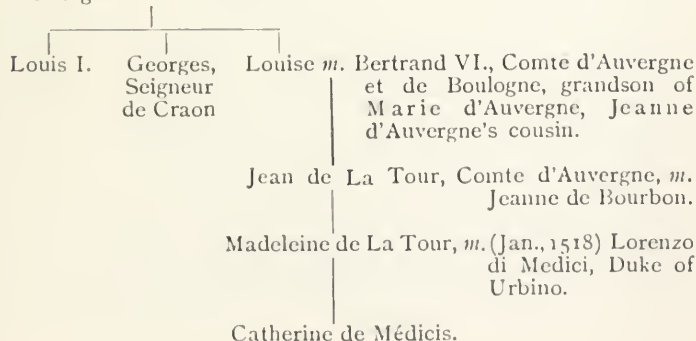 Louis I. Georges, Louise m. Bertrand VI., Comte d'Auvergne
Seigneur et de Boulogne, grandson of
de Craon Marie d'Auvergne, Jeanne
d'Auvergne's cousin.
Jean de La Tour, Comte d'Auvergne, m.
Jeanne de Bourbon.
Madeleine de La Tour, m. (Jan., 1518) Lorenzo
di Medici, Duke of
Urbino.
Catherine de Médicis.